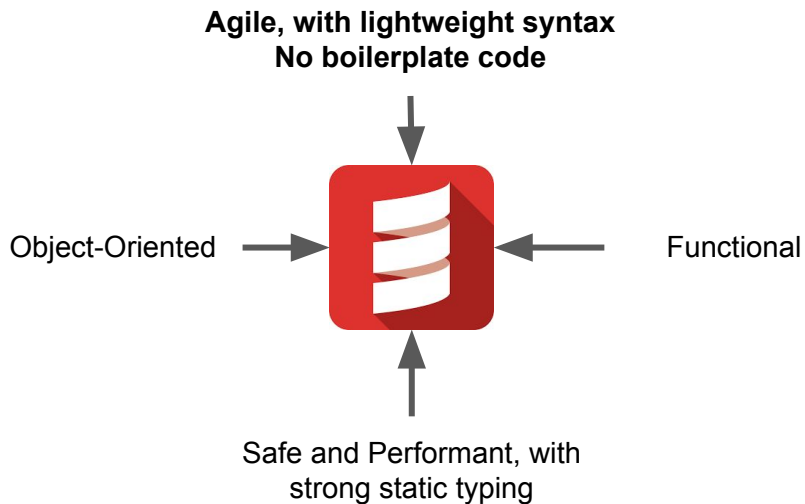 Agile, with lightweight syntax
No boilerplate code
Object-Oriented
Functional
Safe and Performant, with
strong static typing